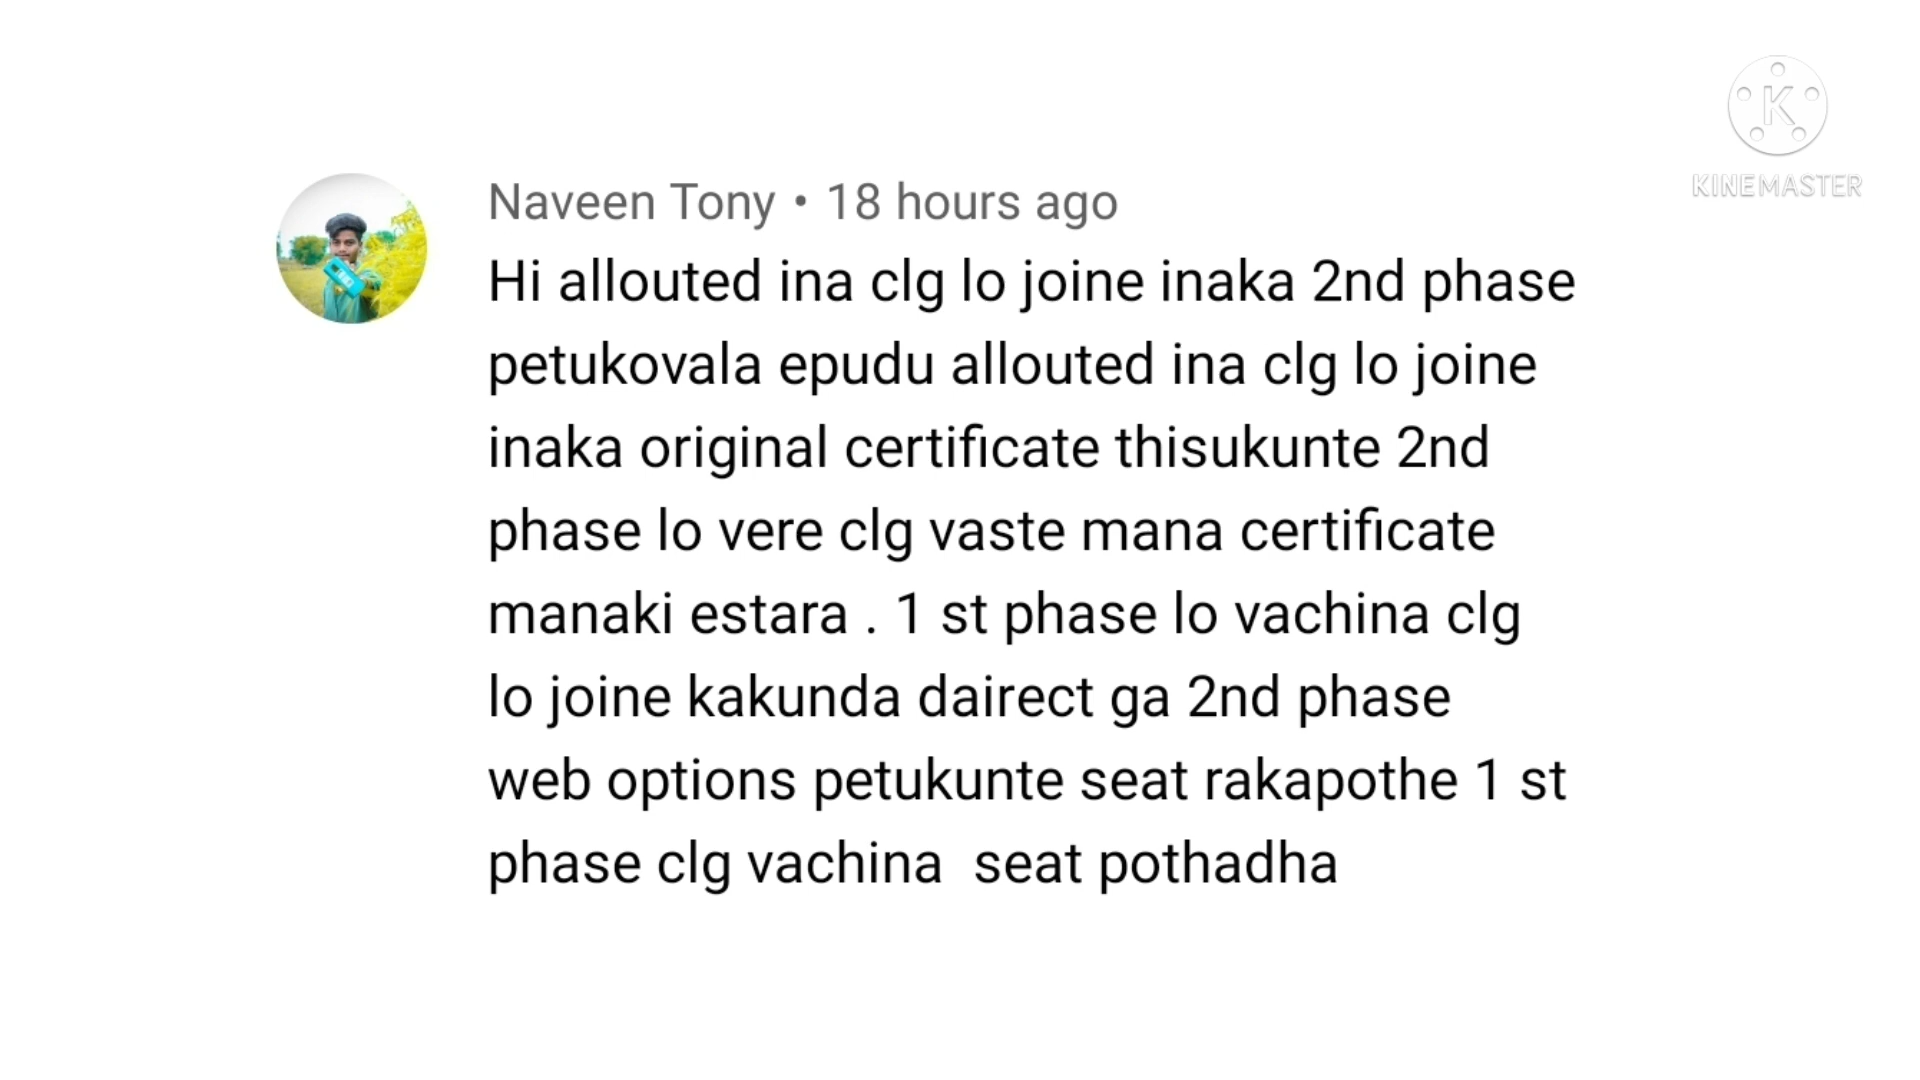 KINEMASTER
Naveen Tony • 18 hours ago
Hi allouted ina clg lo joine inaka 2nd phase
petukovala epudu allouted ina clg lo joine
inaka original certificate thisukunte 2nd
phase lo vere clg vaste mana certificate
manaki estara . 1 st phase lo vachina clg
lo joine kakunda dairect ga 2nd phase
web options petukunte seat rakapothe 1 st
phase clg vachina  seat pothadha